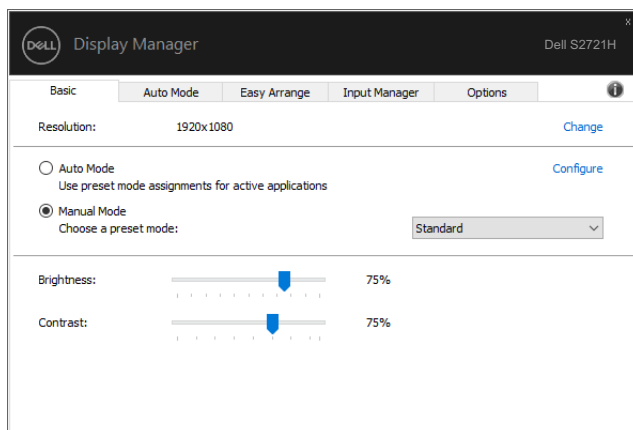 DELL Display Manager Dell S2721H
Basic Auto Mode Easy Arrange Input Manager Options
Resolution: 1920x1080 Change
Auto Mode Configure
Use preset mode assignments for active applications
Manual Mode
Choose a preset mode: Standard
Brightness: 75%
Contrast: 75%